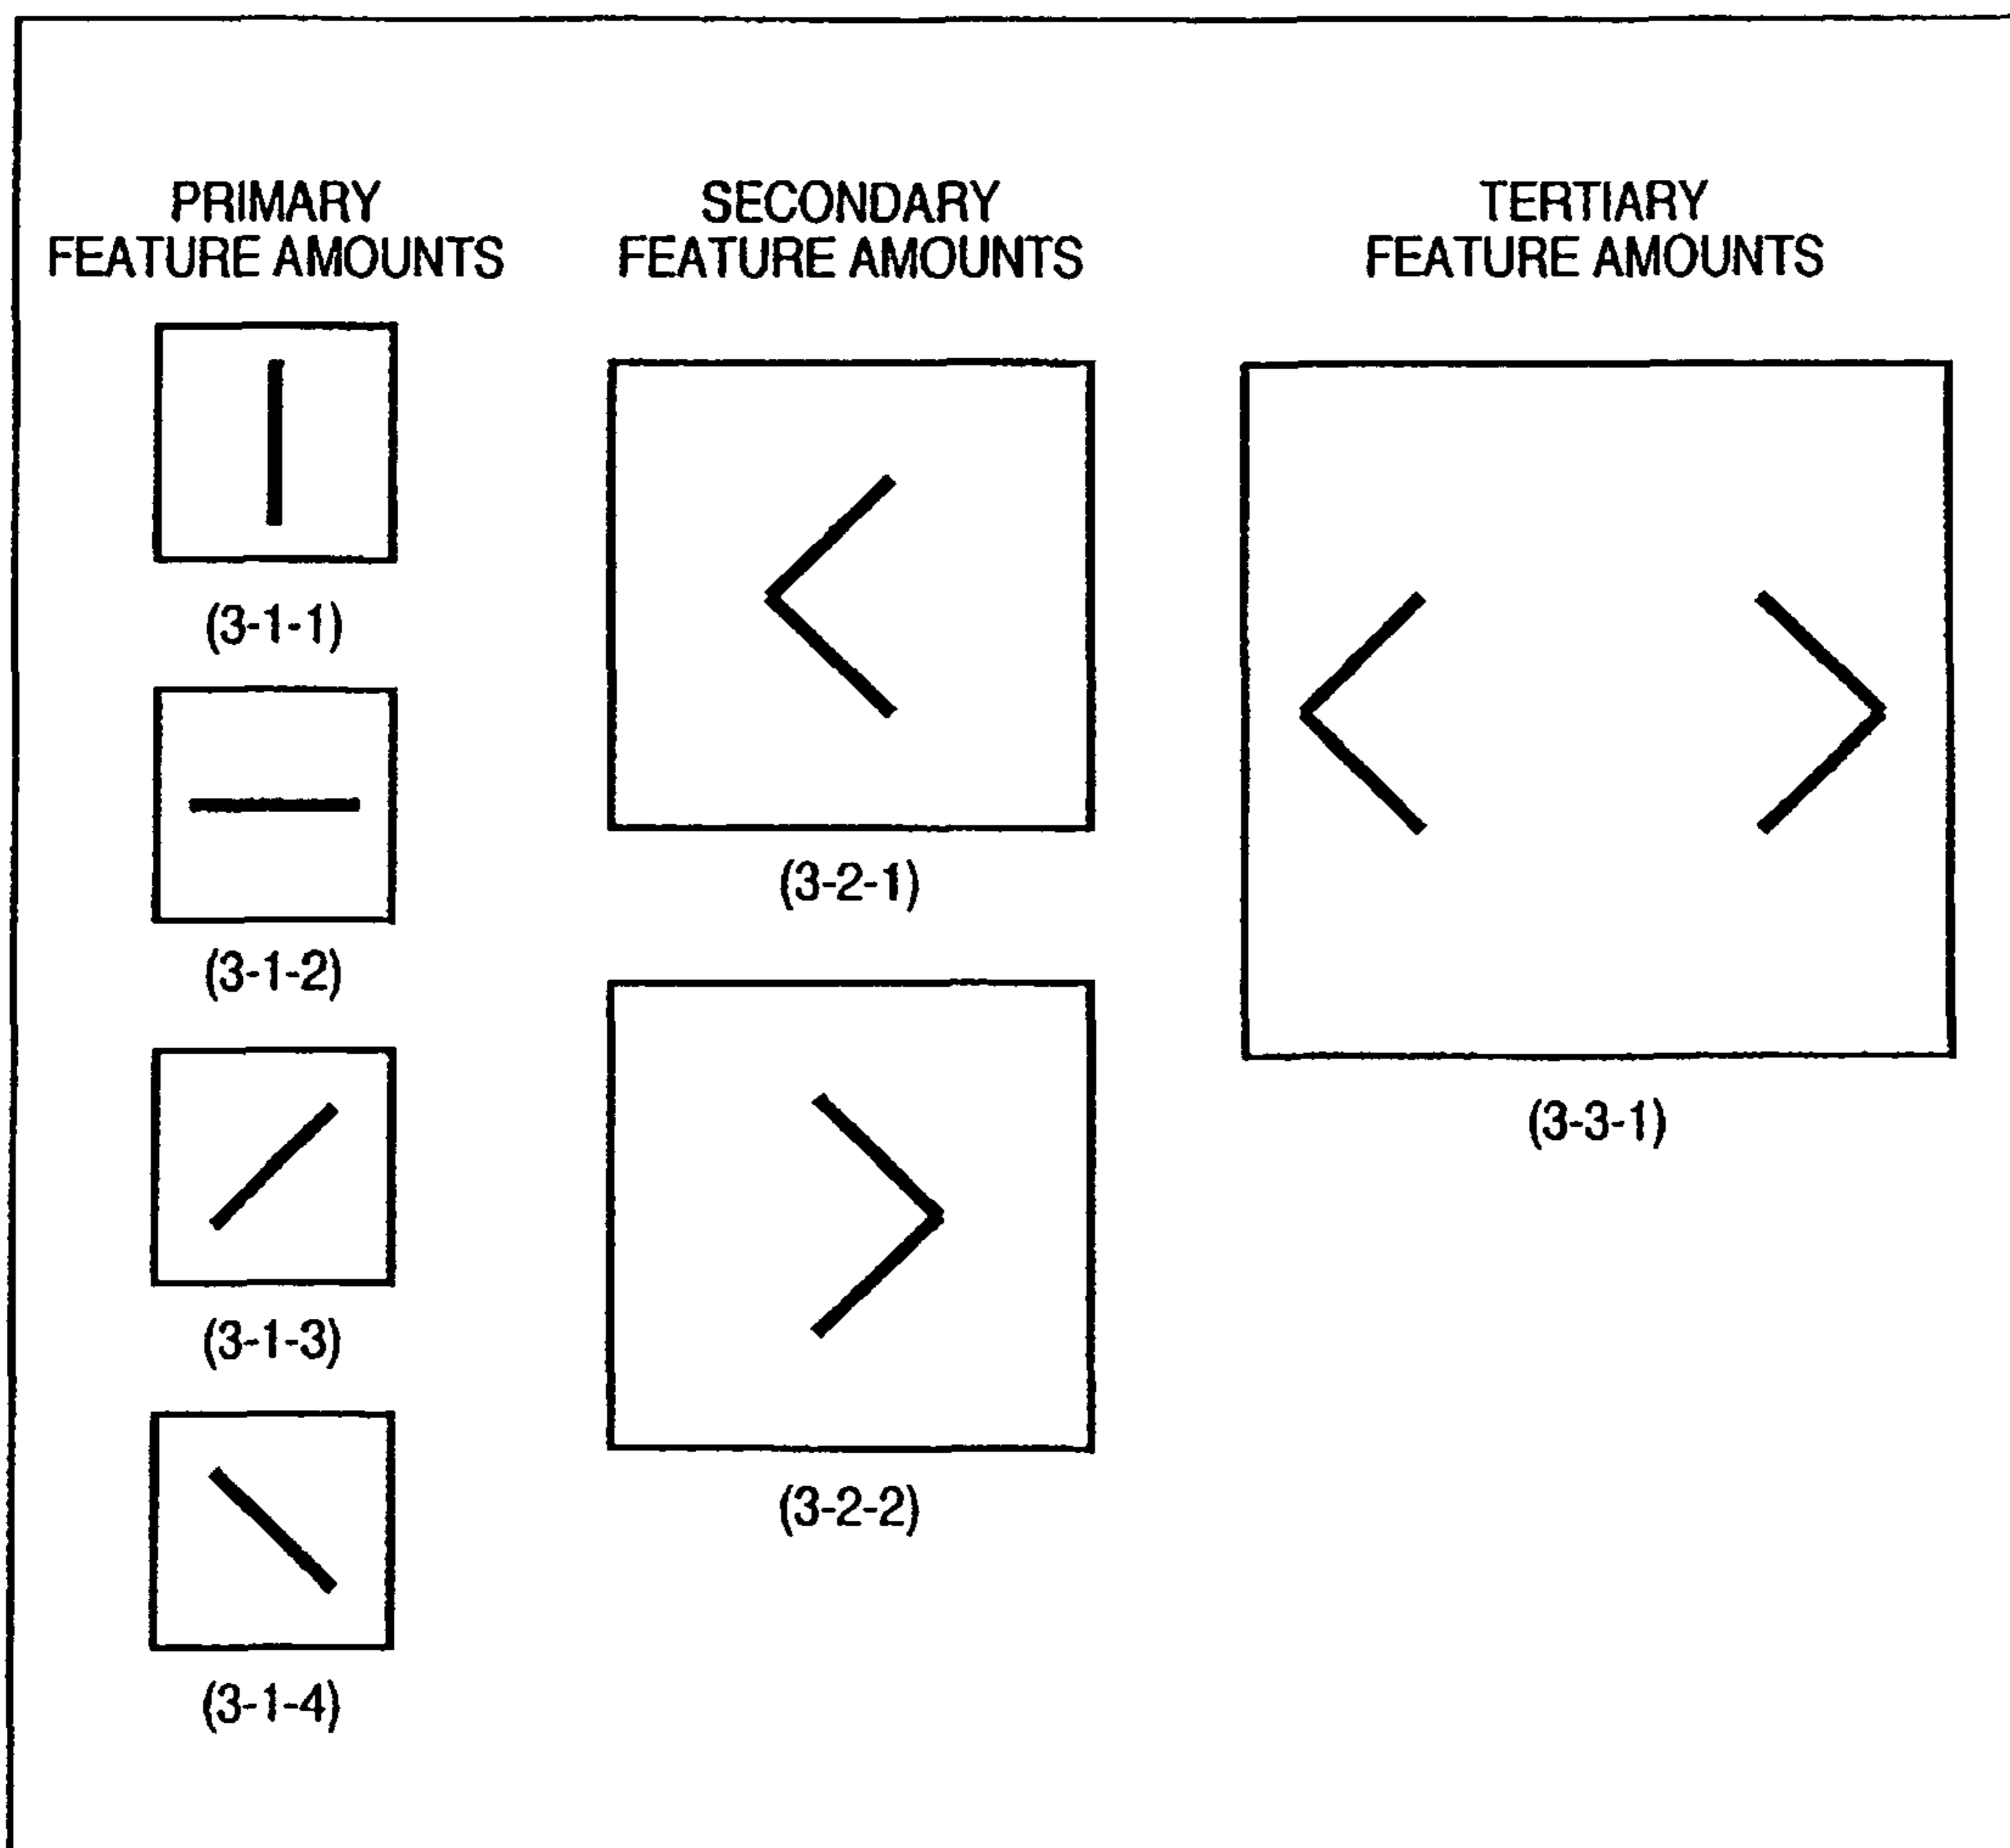 PRIMARY
FEATURE AMOUNTS
(3-1-1)
(3-1-2)
(3-1-3)
(3-1-4)
SECONDARY
FEATURE AMOUNTS
(3-2-1)
(3-2-2)
TERTIARY
FEATURE AMOUNTS
(3-3-1)